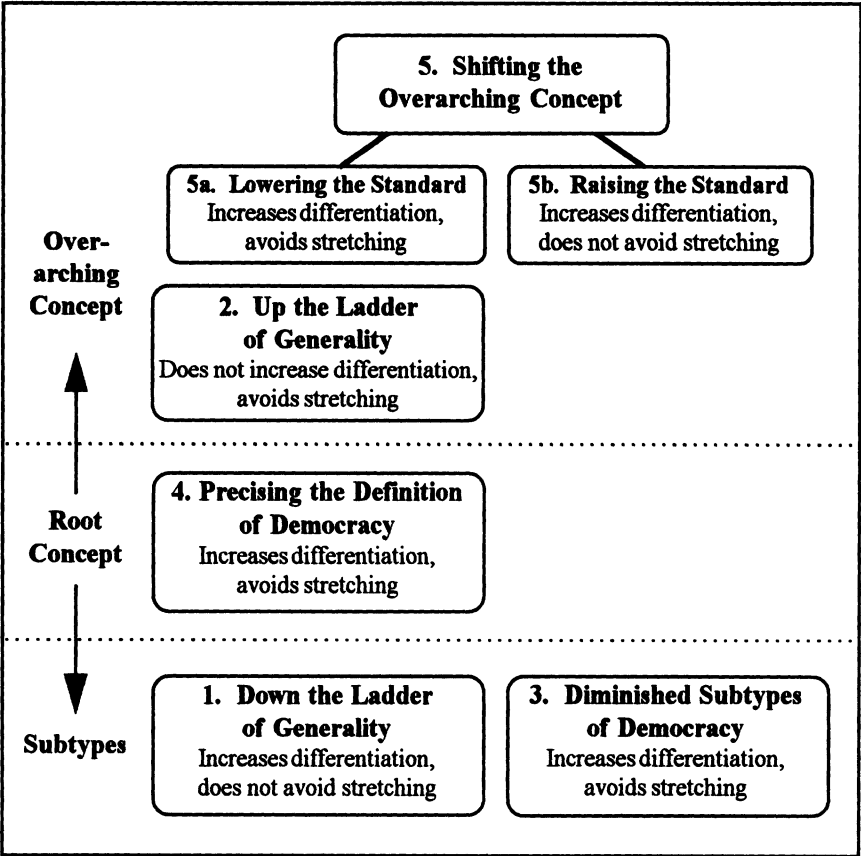 5. Shifting the
Overarching Concept
5a. Lowering the Standard
Increases differentiation,
avoids stretching
5b. Raising the Standard
Increases differentiation,
does not avoid stretching
Over-
arching
Concept
2. Up the Ladder
of Generality
Does not increase differentiation,
avoids stretching
Root
Concept
4. Precising the Definition
of Democracy
Increases differentiation,
avoids stretching
Subtypes
1. Down the Ladder
of Generality
Increases differentiation,
does not avoid stretching
3. Diminished Subtypes
of Democracy
Increases differentiation,
avoids stretching